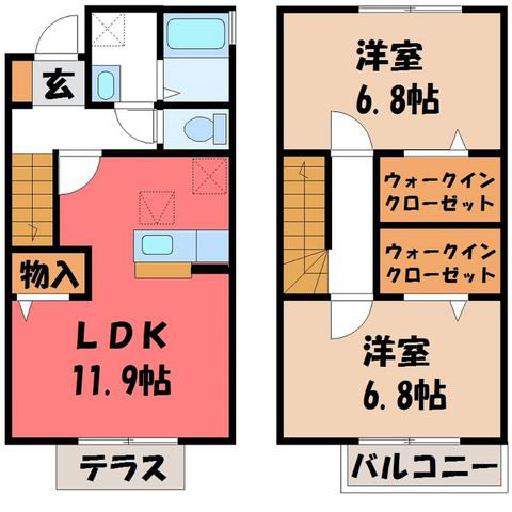 玄
物入
LDK
11.9帖
テラス
洋室
6.8帖
ウォークイン
クローゼット
ウォークイン
クローゼット
洋室
6.8帖
バルコニー